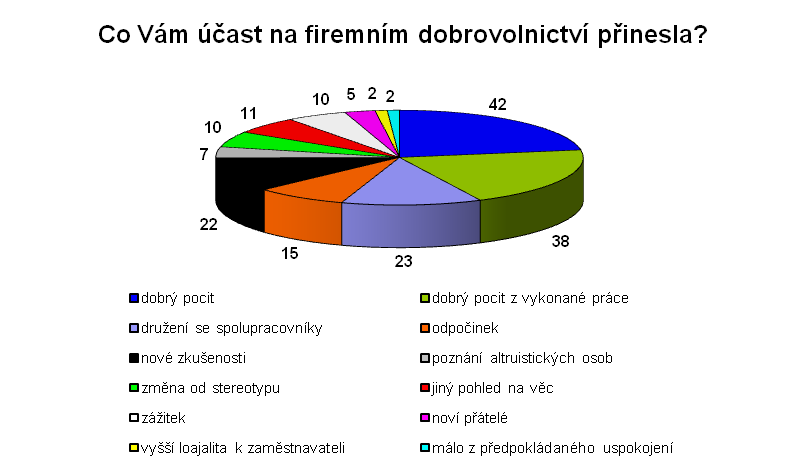 Co Vám účast na firemním dobrovolnictví přinesla?
42
38
23
15
22
7
10
11
10
5
2
2
dobrý pocit
dobrý pocit z vykonané práce
družení se spolupracovníky
odpočinek
nové zkušenosti
poznání altruistických osob
změna od stereotypu
jiný pohled na věc
zážitek
noví přátelé
vyšší loajalita k zaměstnavateli
málo z předpokládaného uspokojení